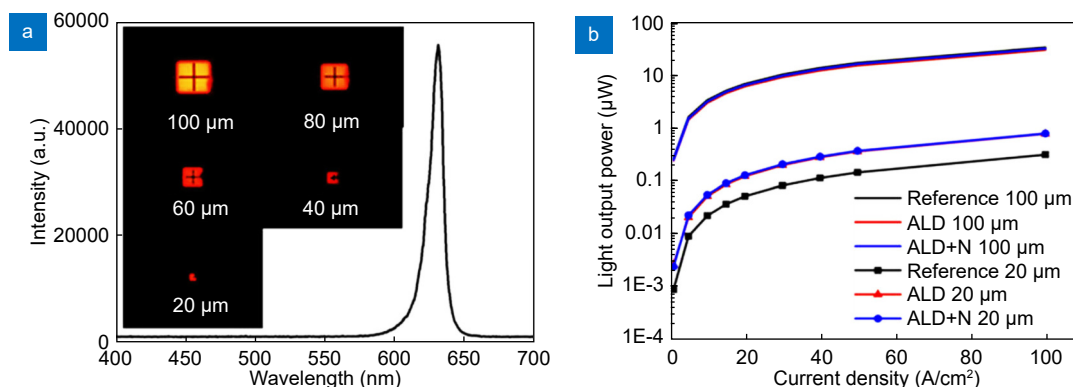 a
60000
40000
20000
0
Intensity (a.u.)
100 µm
80 µm
60 µm
40 µm
20 µm
400
450
500
550
600
650
700
Wavelength (nm)
b
100
10
1
0.1
0.01
1E-3
1E-4
Light output power (µW)
Reference 100 µm
ALD 100 µm
ALD+N 100 µm
Reference 20 µm
ALD 20 µm
ALD+N 20 µm
0
20
40
60
80
100
Current density (A/cm²)